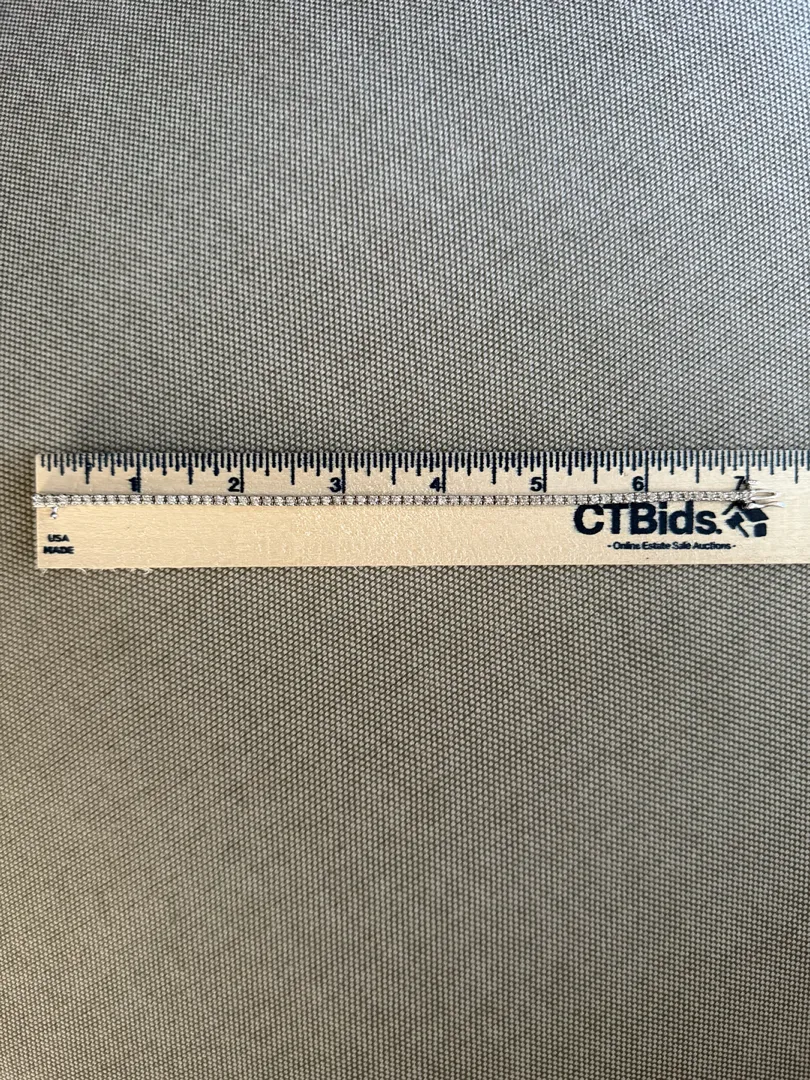 1 2 3 4 5 6 7
CTBids.
USA
MADE
- Online Estate Sale Auctions -